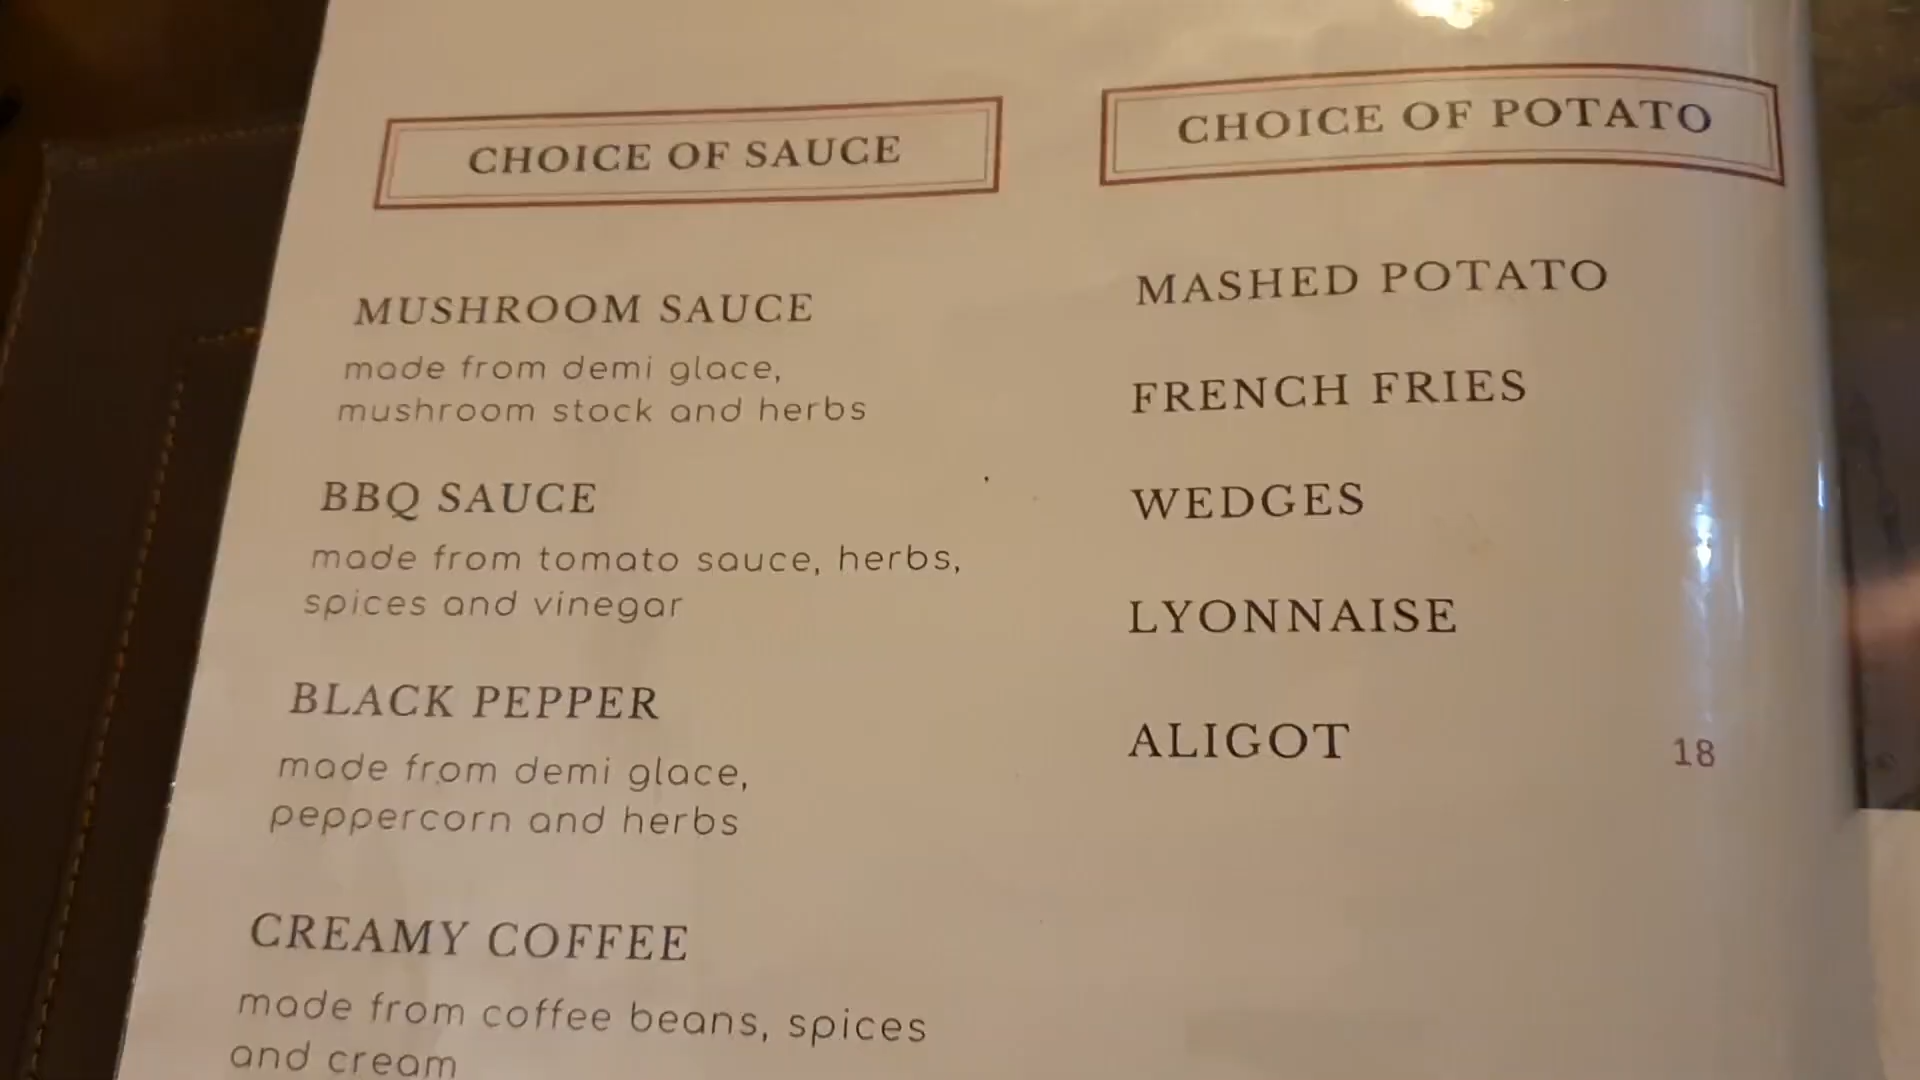 CHOICE OF SAUCE
MUSHROOM SAUCE
made from demi glace,
mushroom stock and herbs
BBQ SAUCE
made from tomato sauce, herbs,
spices and vinegar
BLACK PEPPER
made from demi glace,
peppercorn and herbs
CREAMY COFFEE
made from coffee beans, spices
and cream
CHOICE OF POTATO
MASHED POTATO
FRENCH FRIES
WEDGES
LYONNAISE
ALIGOT 18